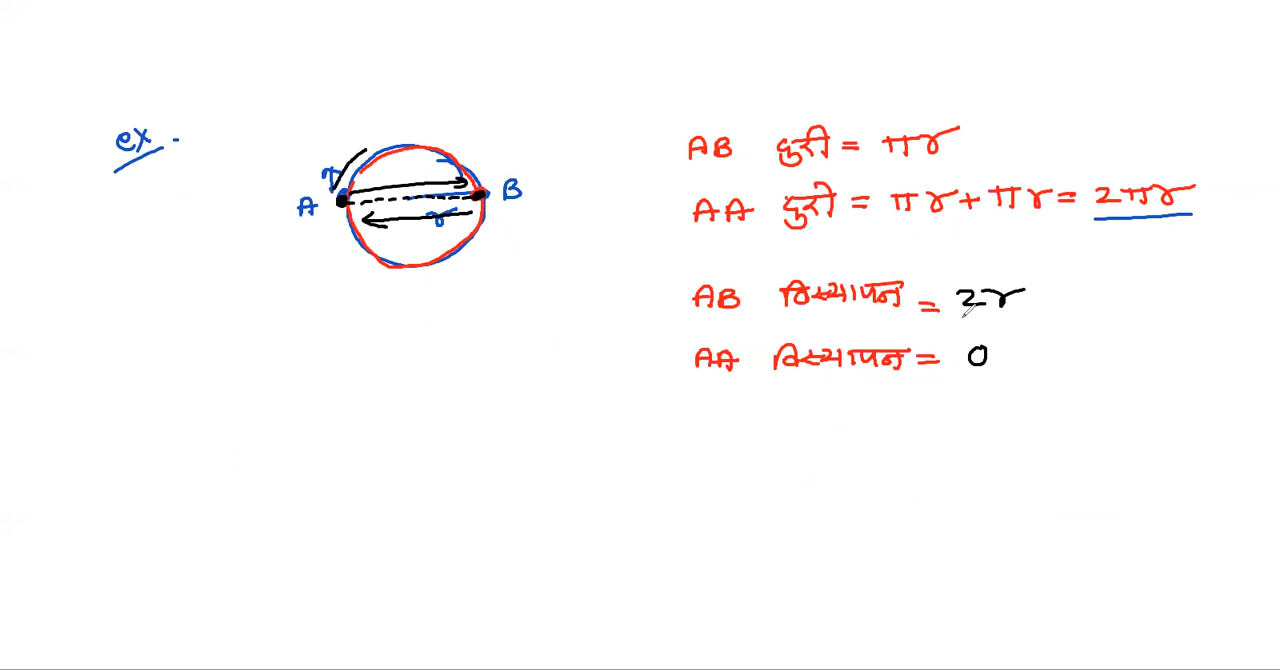 ex.
A
B
r
AB दुरी = πr
AA दुरी = πr + πr = 2πr
AB विस्थापन = 2r
AA विस्थापन = 0